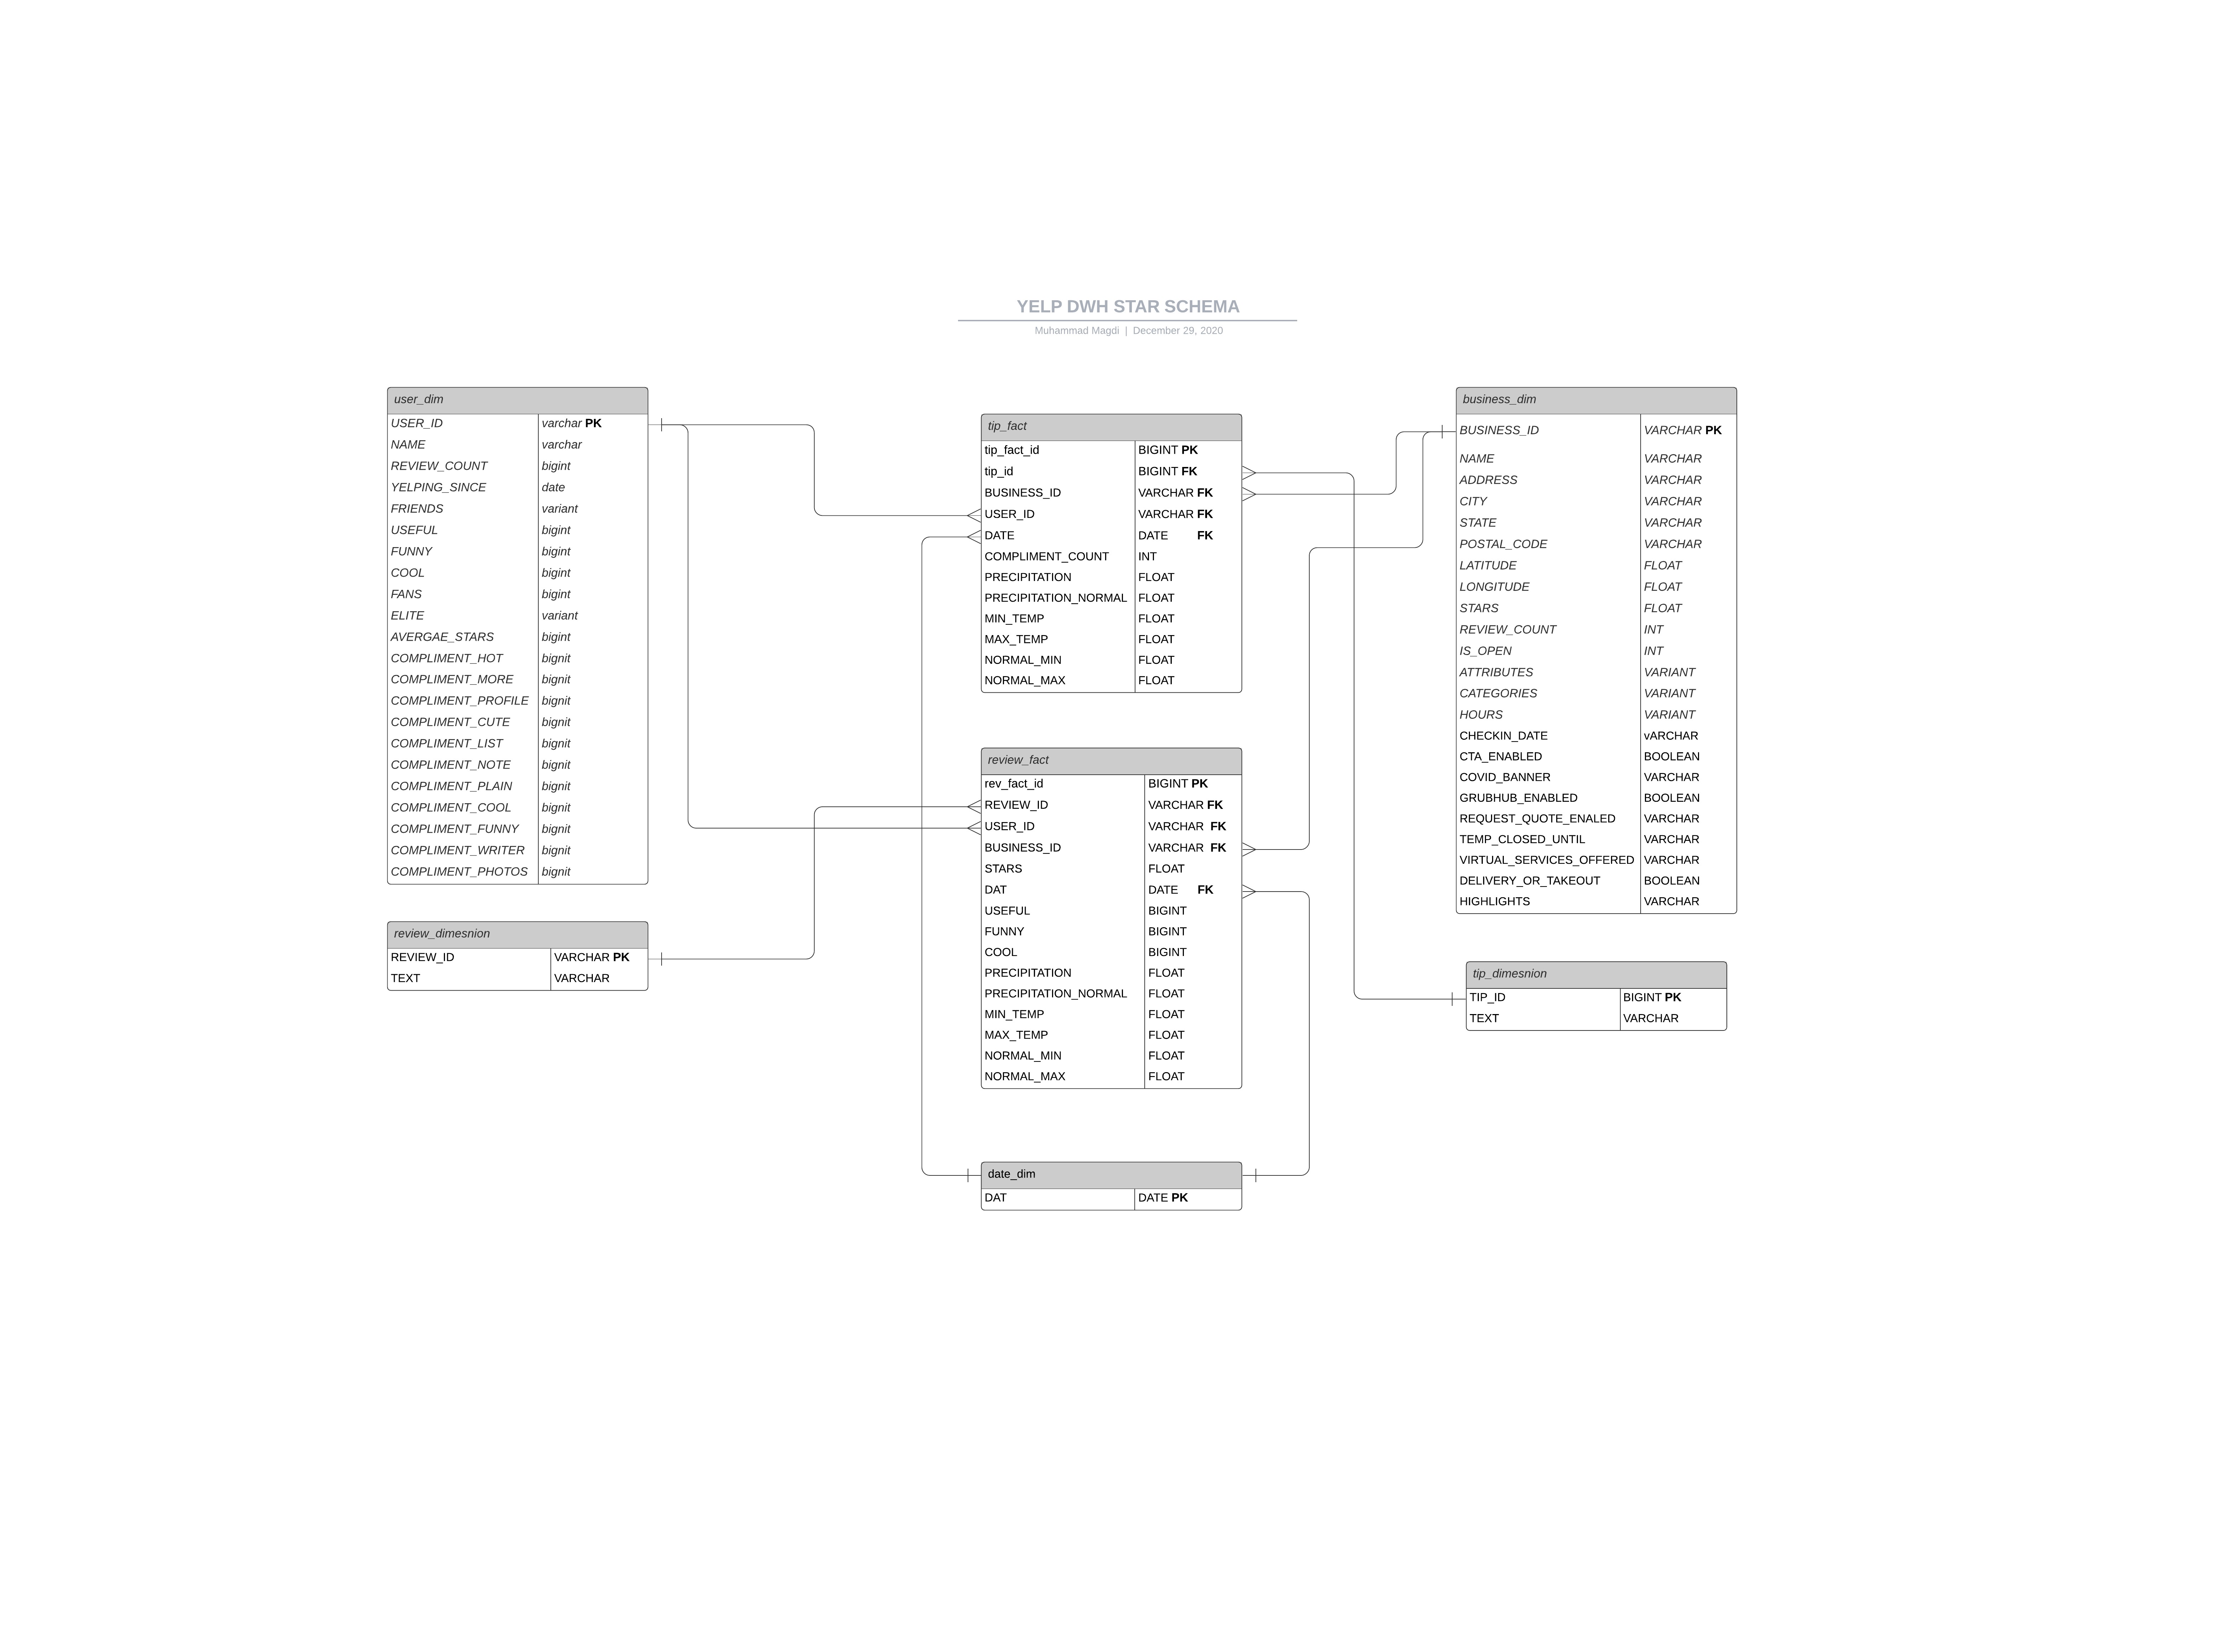 YELP DWH STAR SCHEMA
Muhammad Magdi | December 29, 2020
user_dim
USER_ID varchar PK
NAME varchar
REVIEW_COUNT bigint
YELPING_SINCE date
FRIENDS variant
USEFUL bigint
FUNNY bigint
COOL bigint
FANS bigint
ELITE variant
AVERGAE_STARS bigint
COMPLIMENT_HOT bignit
COMPLIMENT_MORE bignit
COMPLIMENT_PROFILE bignit
COMPLIMENT_CUTE bignit
COMPLIMENT_LIST bignit
COMPLIMENT_NOTE bignit
COMPLIMENT_PLAIN bignit
COMPLIMENT_COOL bignit
COMPLIMENT_FUNNY bignit
COMPLIMENT_WRITER bignit
COMPLIMENT_PHOTOS bignit
review_dimesnion
REVIEW_ID VARCHAR PK
TEXT VARCHAR
tip_fact
tip_fact_id BIGINT PK
tip_id BIGINT FK
BUSINESS_ID VARCHAR FK
USER_ID VARCHAR FK
DATE DATE FK
COMPLIMENT_COUNT INT
PRECIPITATION FLOAT
PRECIPITATION_NORMAL FLOAT
MIN_TEMP FLOAT
MAX_TEMP FLOAT
NORMAL_MIN FLOAT
NORMAL_MAX FLOAT
review_fact
rev_fact_id BIGINT PK
REVIEW_ID VARCHAR FK
USER_ID VARCHAR FK
BUSINESS_ID VARCHAR FK
STARS FLOAT
DAT DATE FK
USEFUL BIGINT
FUNNY BIGINT
COOL BIGINT
PRECIPITATION FLOAT
PRECIPITATION_NORMAL FLOAT
MIN_TEMP FLOAT
MAX_TEMP FLOAT
NORMAL_MIN FLOAT
NORMAL_MAX FLOAT
date_dim
DAT DATE PK
business_dim
BUSINESS_ID VARCHAR PK
NAME VARCHAR
ADDRESS VARCHAR
CITY VARCHAR
STATE VARCHAR
POSTAL_CODE VARCHAR
LATITUDE FLOAT
LONGITUDE FLOAT
STARS FLOAT
REVIEW_COUNT INT
IS_OPEN INT
ATTRIBUTES VARIANT
CATEGORIES VARIANT
HOURS VARIANT
CHECKIN_DATE vARCHAR
CTA_ENABLED BOOLEAN
COVID_BANNER VARCHAR
GRUBHUB_ENABLED BOOLEAN
REQUEST_QUOTE_ENALED VARCHAR
TEMP_CLOSED_UNTIL VARCHAR
VIRTUAL_SERVICES_OFFERED VARCHAR
DELIVERY_OR_TAKEOUT BOOLEAN
HIGHLIGHTS VARCHAR
tip_dimesnion
TIP_ID BIGINT PK
TEXT VARCHAR